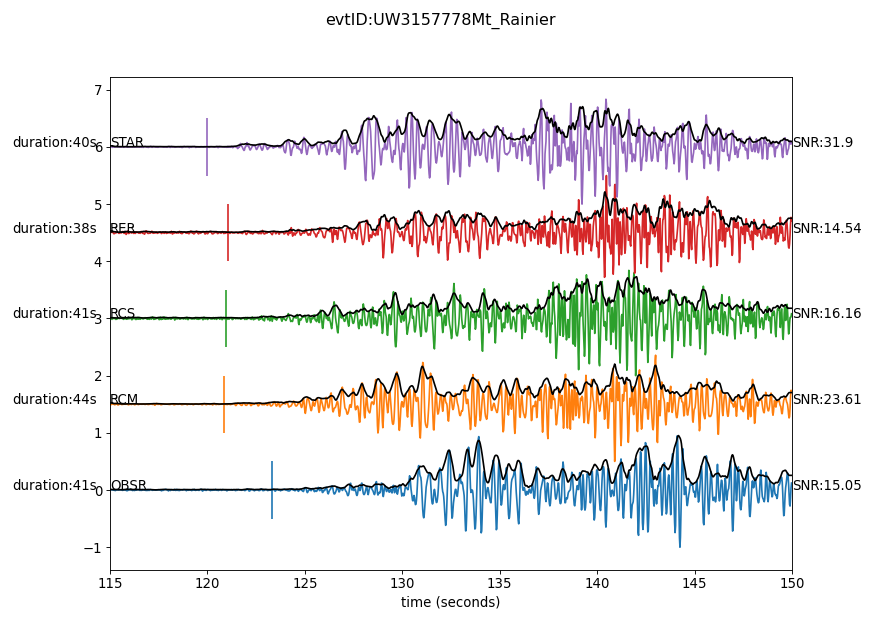 evtID:UW3157778Mt_Rainier
7
duration:40s 6 STAR SNR:31.9
5
duration:38s RER SNR:14.54
4
duration:41s 3 RCS SNR:16.16
2
duration:44s RCM SNR:23.61
1
duration:41s 0 OBSR SNR:15.05
−1
115 120 125 130 135 140 145 150
time (seconds)